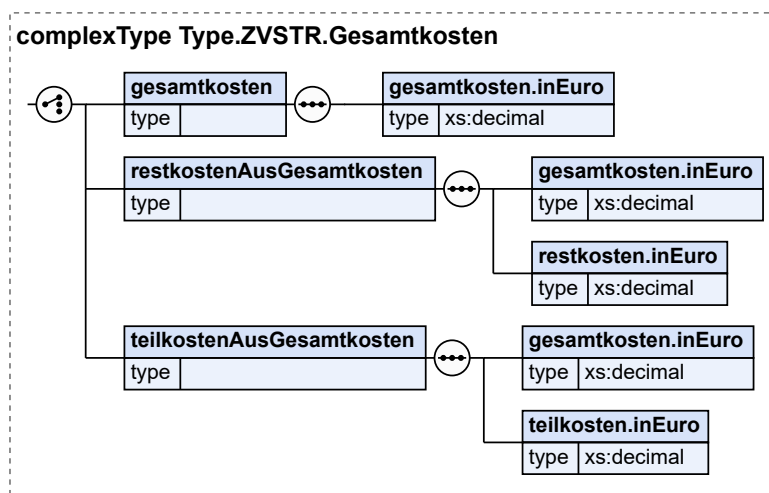 complexType Type.ZVSTR.Gesamtkosten
gesamtkosten
type
gesamtkosten.inEuro
type xs:decimal
restkostenAusGesamtkosten
type
gesamtkosten.inEuro
type xs:decimal
restkosten.inEuro
type xs:decimal
teilkostenAusGesamtkosten
type
gesamtkosten.inEuro
type xs:decimal
teilkosten.inEuro
type xs:decimal